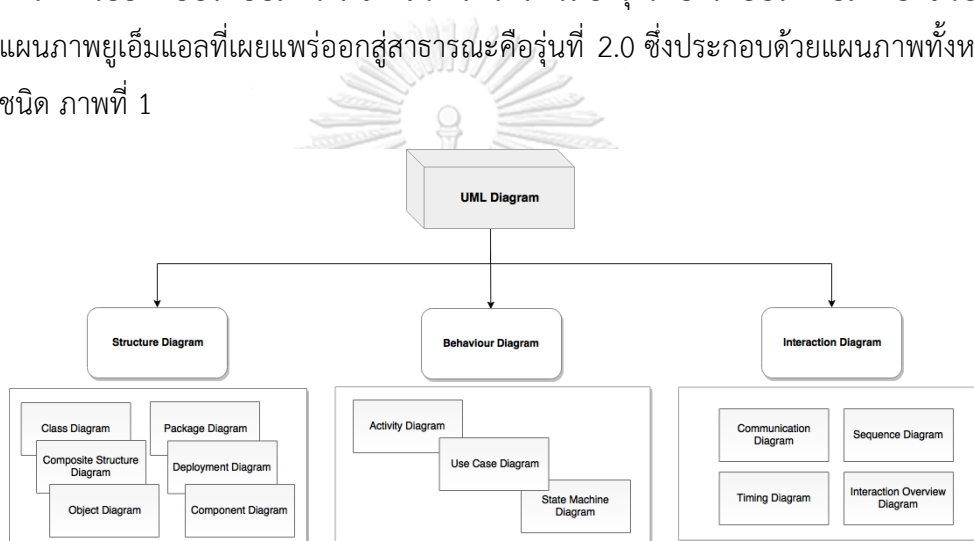 แผนภาพยูเอ็มแอลที่เผยแพร่ออกสู่สาธารณะคือรุ่นที่ 2.0 ซึ่งประกอบด้วยแผนภาพทั้งห
ชนิด ภาพที่ 1
UML Diagram
Structure Diagram
Behaviour Diagram
Interaction Diagram
Class Diagram
Package Diagram
Composite Structure
Diagram
Deployment Diagram
Object Diagram
Component Diagram
Activity Diagram
Use Case Diagram
State Machine
Diagram
Communication
Diagram
Sequence Diagram
Timing Diagram
Interaction Overview
Diagram